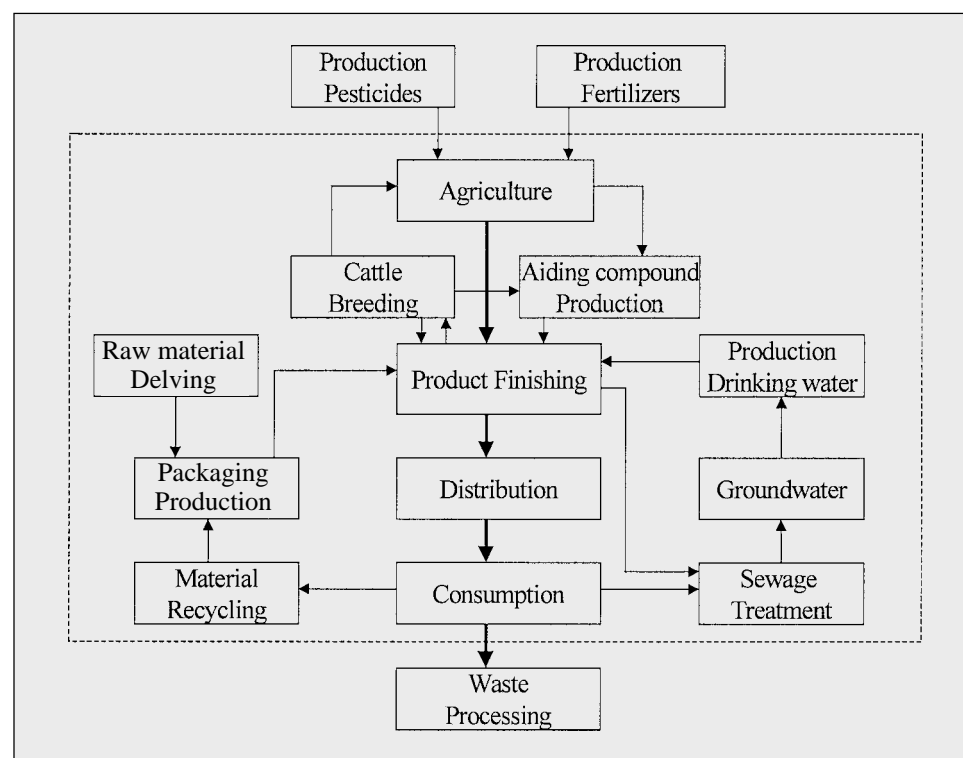 Production
Pesticides
Production
Fertilizers
Agriculture
Cattle
Breeding
Aiding compound
Production
Raw material
Delving
Product Finishing
Production
Drinking water
Packaging
Production
Distribution
Groundwater
Material
Recycling
Consumption
Sewage
Treatment
Waste
Processing